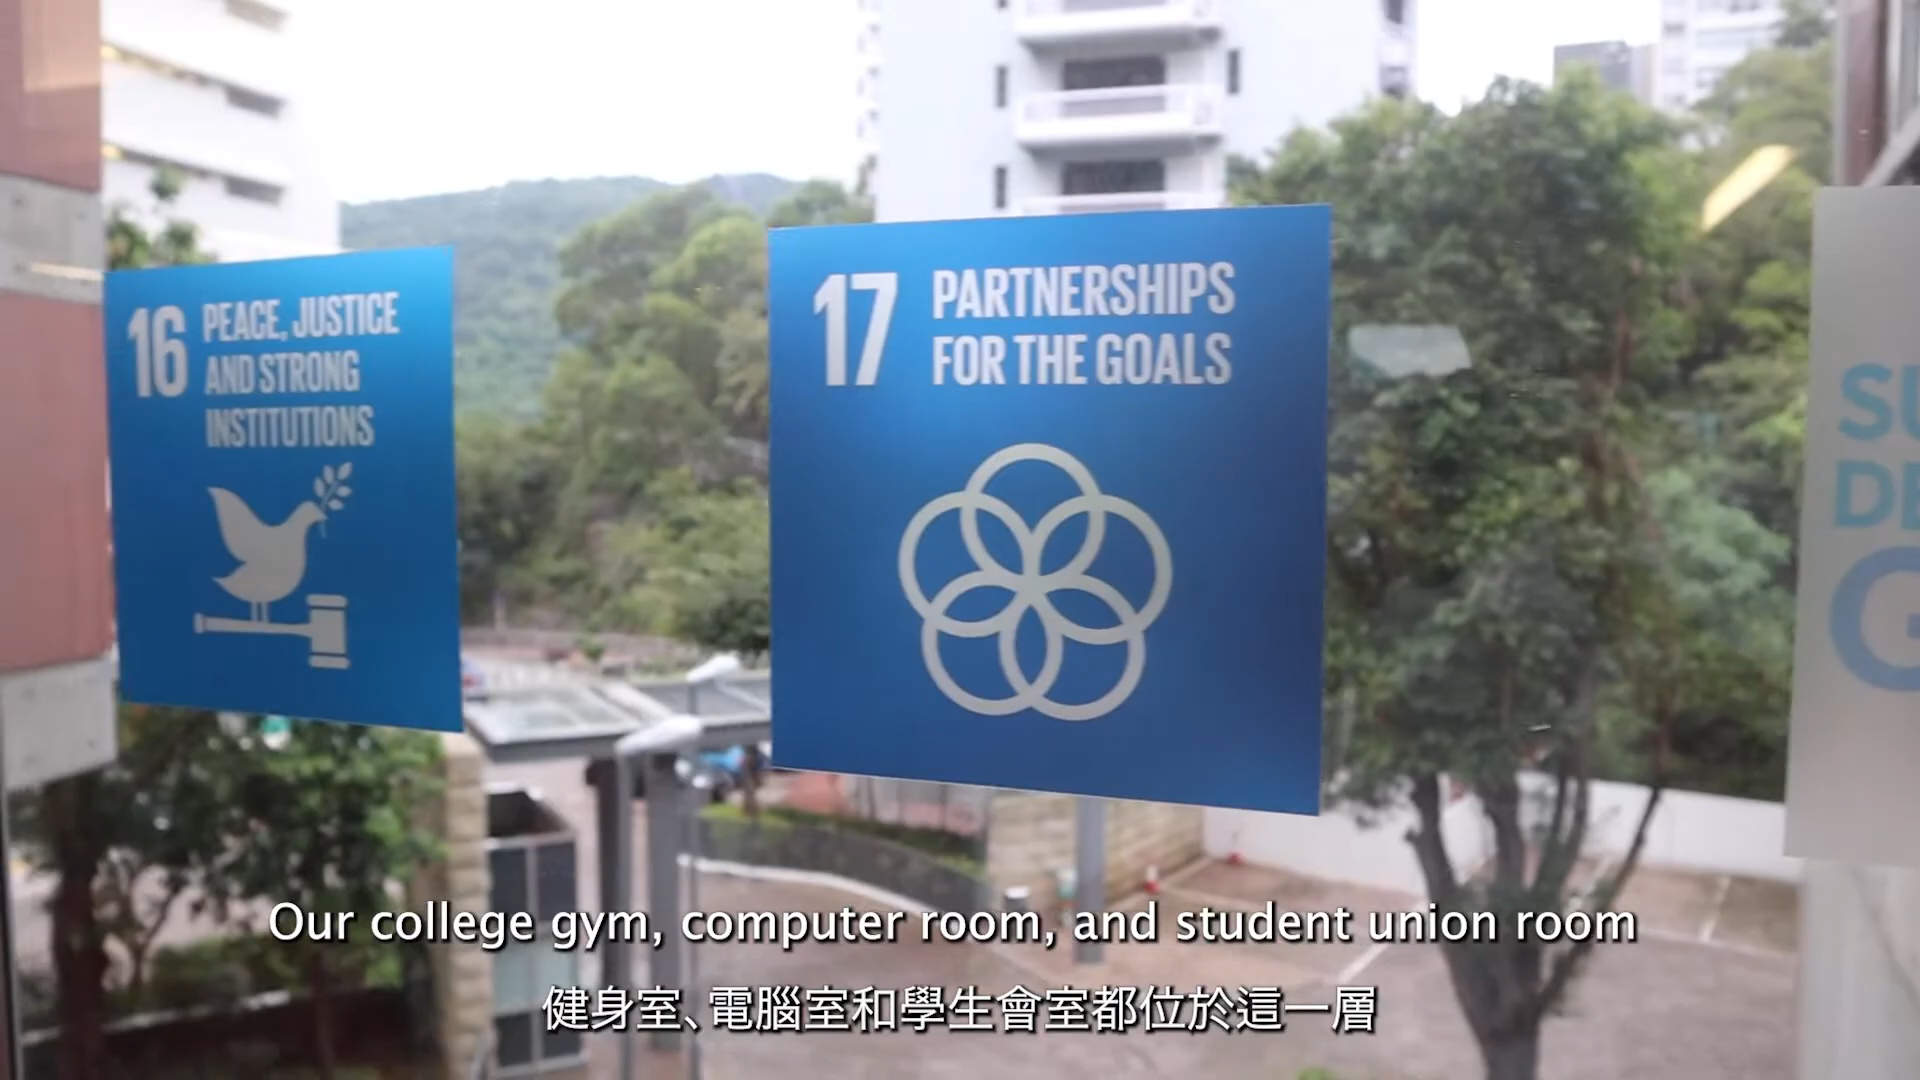 16
PEACE, JUSTICE
AND STRONG
INSTITUTIONS
17
PARTNERSHIPS
FOR THE GOALS
Our college gym, computer room, and student union room
健身室、電腦室和學生會室都位於這一層